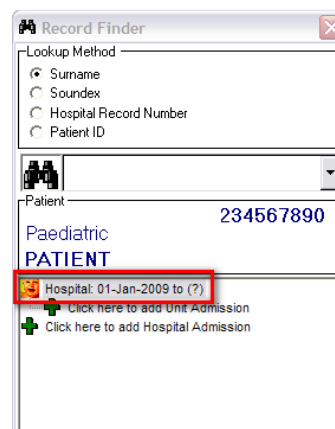 Record Finder
Lookup Method
Surname
Soundex
Hospital Record Number
Patient ID
Patient
234567890
Paediatric
PATIENT
Hospital: 01-Jan-2009 to (?)
Click here to add Unit Admission
Click here to add Hospital Admission